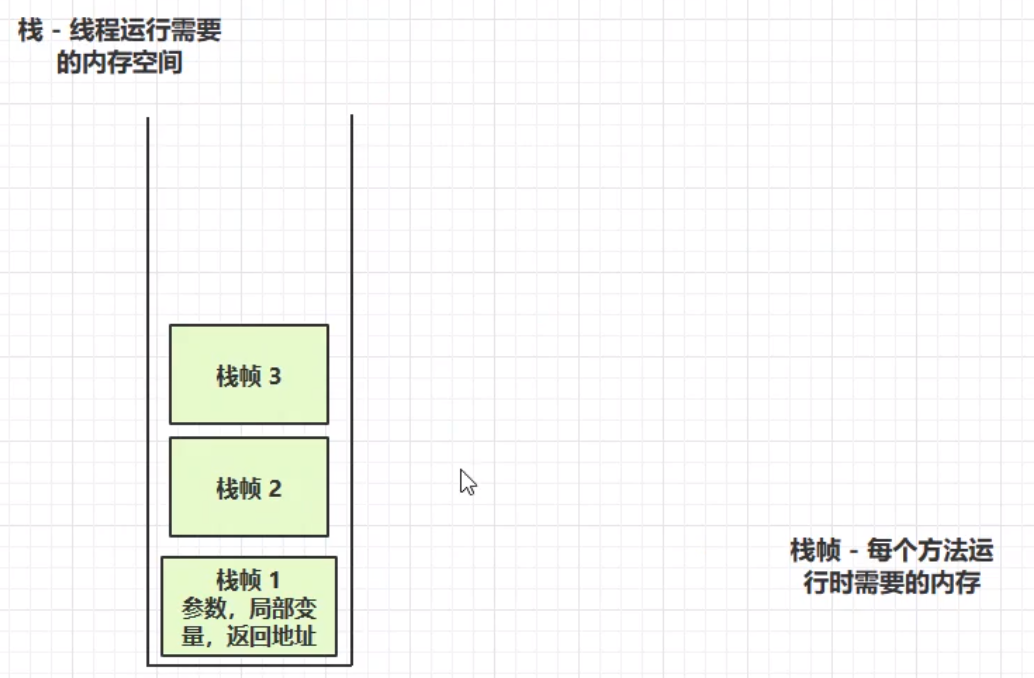 栈 - 线程运行需要
的内存空间
栈帧 3
栈帧 2
栈帧 1
参数，局部变
量，返回地址
栈帧 - 每个方法运
行时需要的内存